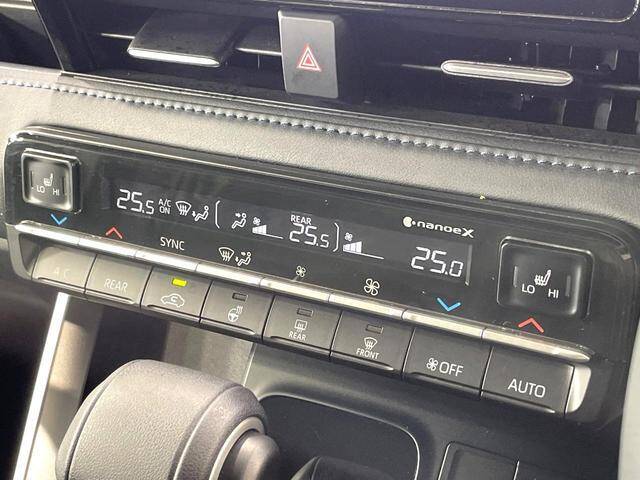 LO HI
25.5 A/C ON
REAR
25.5
nanoeX
25.0
SYNC
LO HI
A/C
REAR
REAR
FRONT
OFF
AUTO